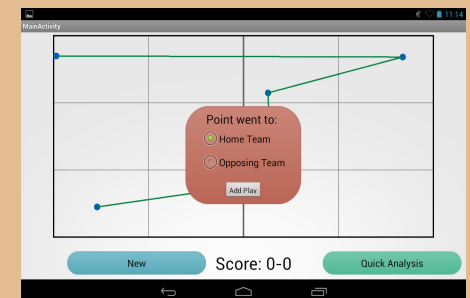 11:14
MainActivity
Point went to:
Home Team
Opposing Team
Add Play
New
Score: 0-0
Quick Analysis